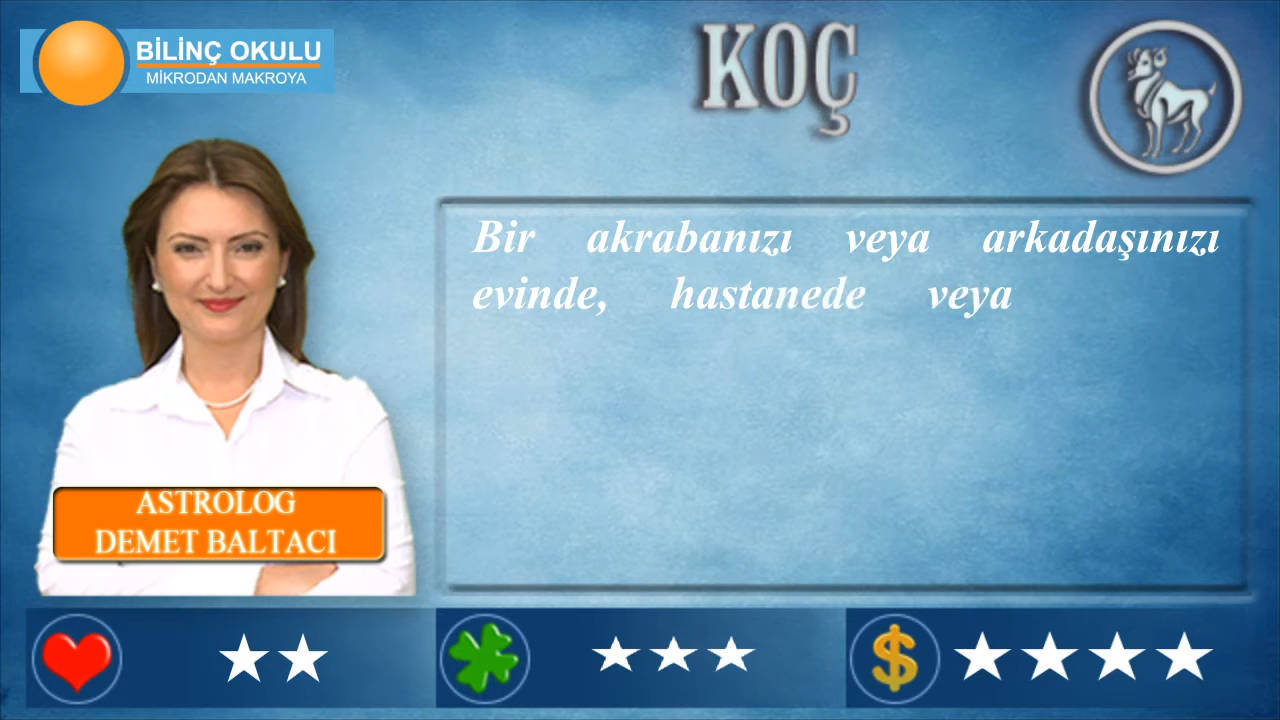 BİLİNÇ OKULU
MİKRODAN MAKROYA
KOÇ
Bir akrabanızı veya arkadaşınızı
evinde, hastanede veya
ASTROLOG
DEMET BALTACI